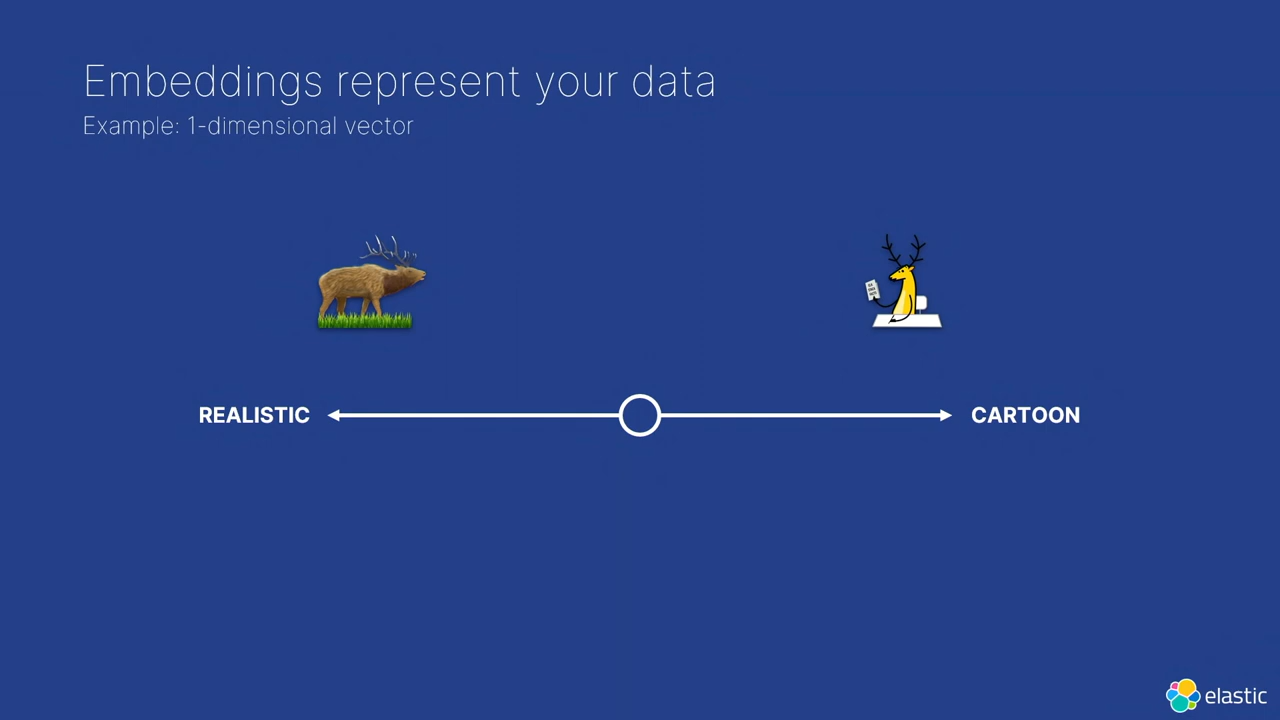 Embeddings represent your data
Example: 1-dimensional vector
REALISTIC
CARTOON
elastic